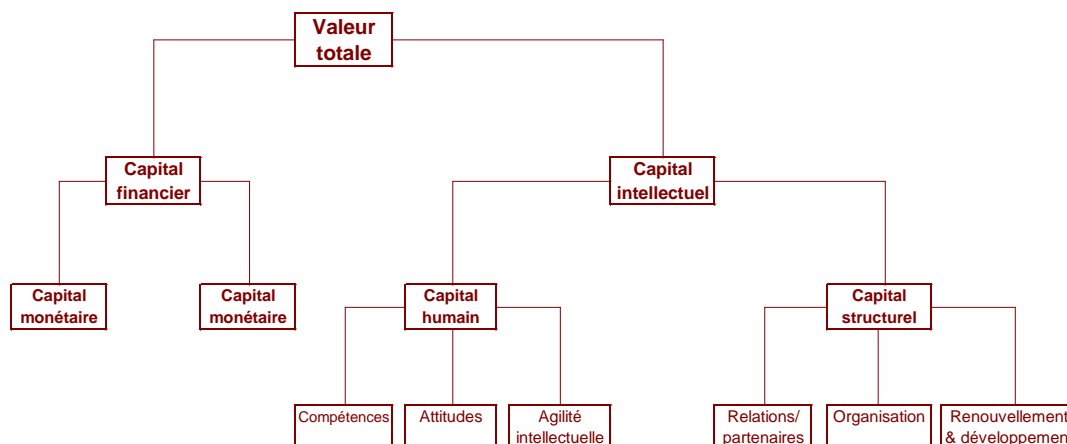 Valeur
totale
Capital
financier
Capital
intellectuel
Capital
monétaire
Capital
monétaire
Capital
humain
Capital
structurel
Compétences
Attitudes
Agilité
intellectuelle
Relations/
partenaires
Organisation
Renouvellement
& développement